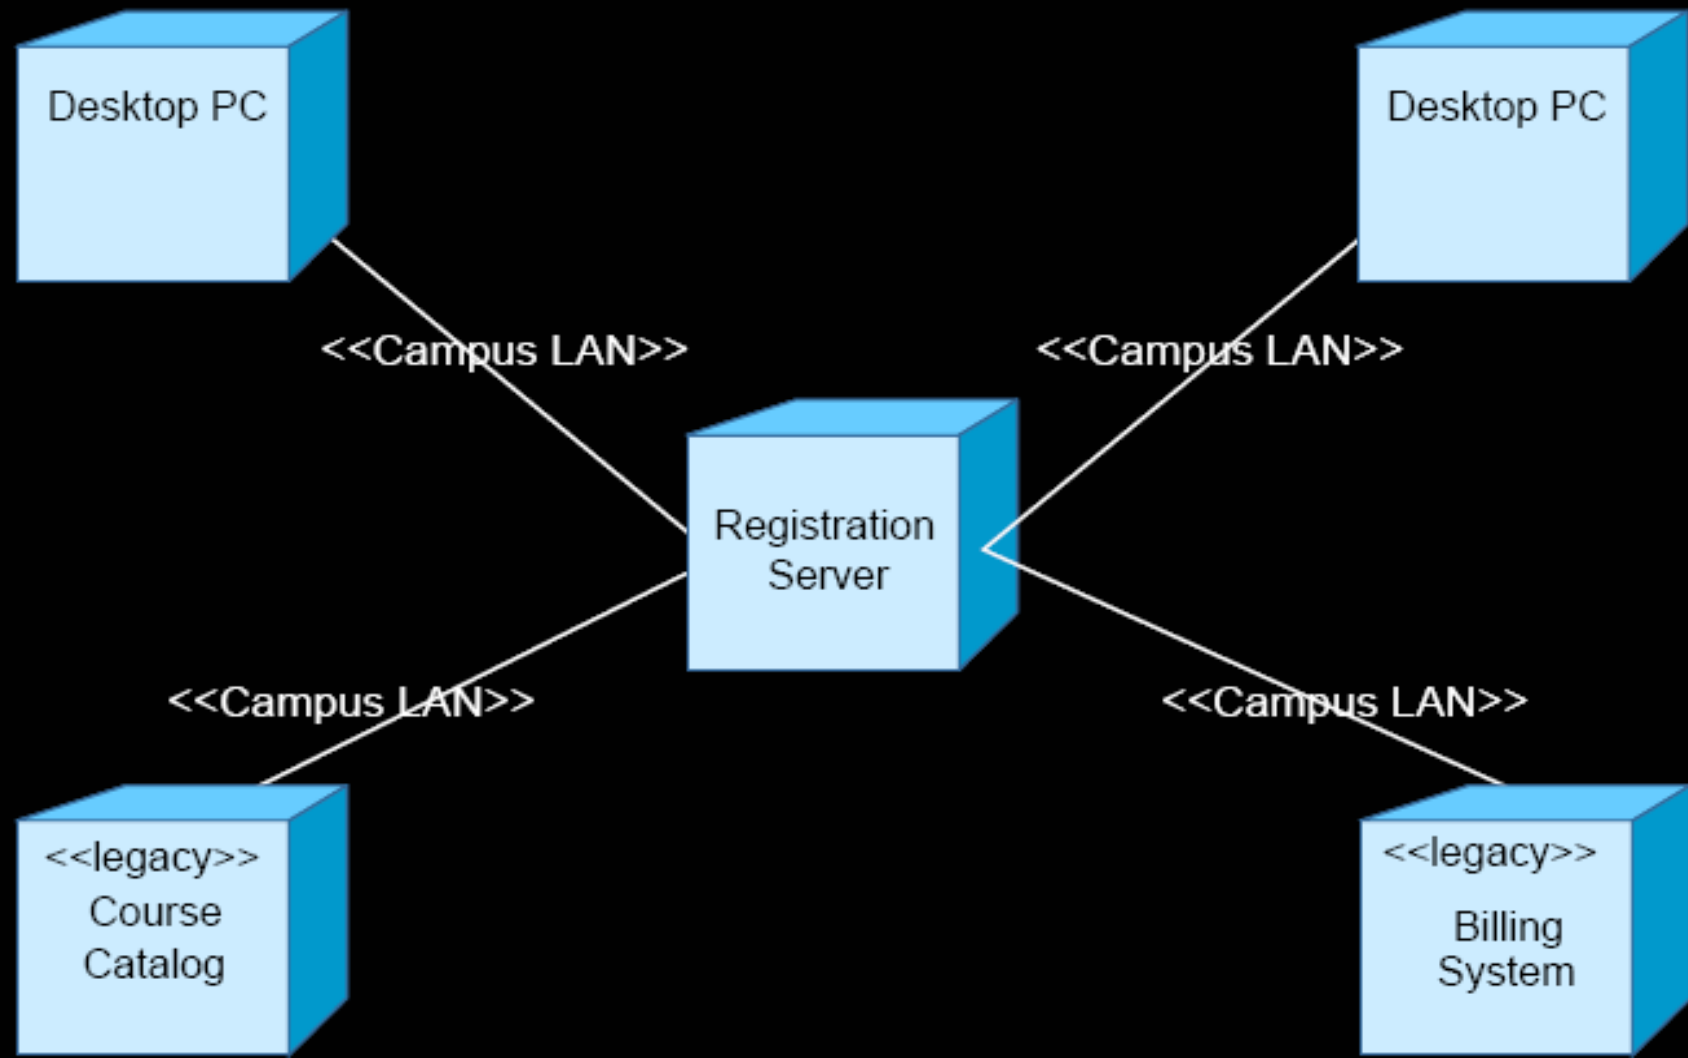 Desktop PC
Desktop PC
<<Campus LAN>>
<<Campus LAN>>
Registration
Server
<<Campus LAN>>
<<Campus LAN>>
<<legacy>>
Course
Catalog
<<legacy>>
Billing
System